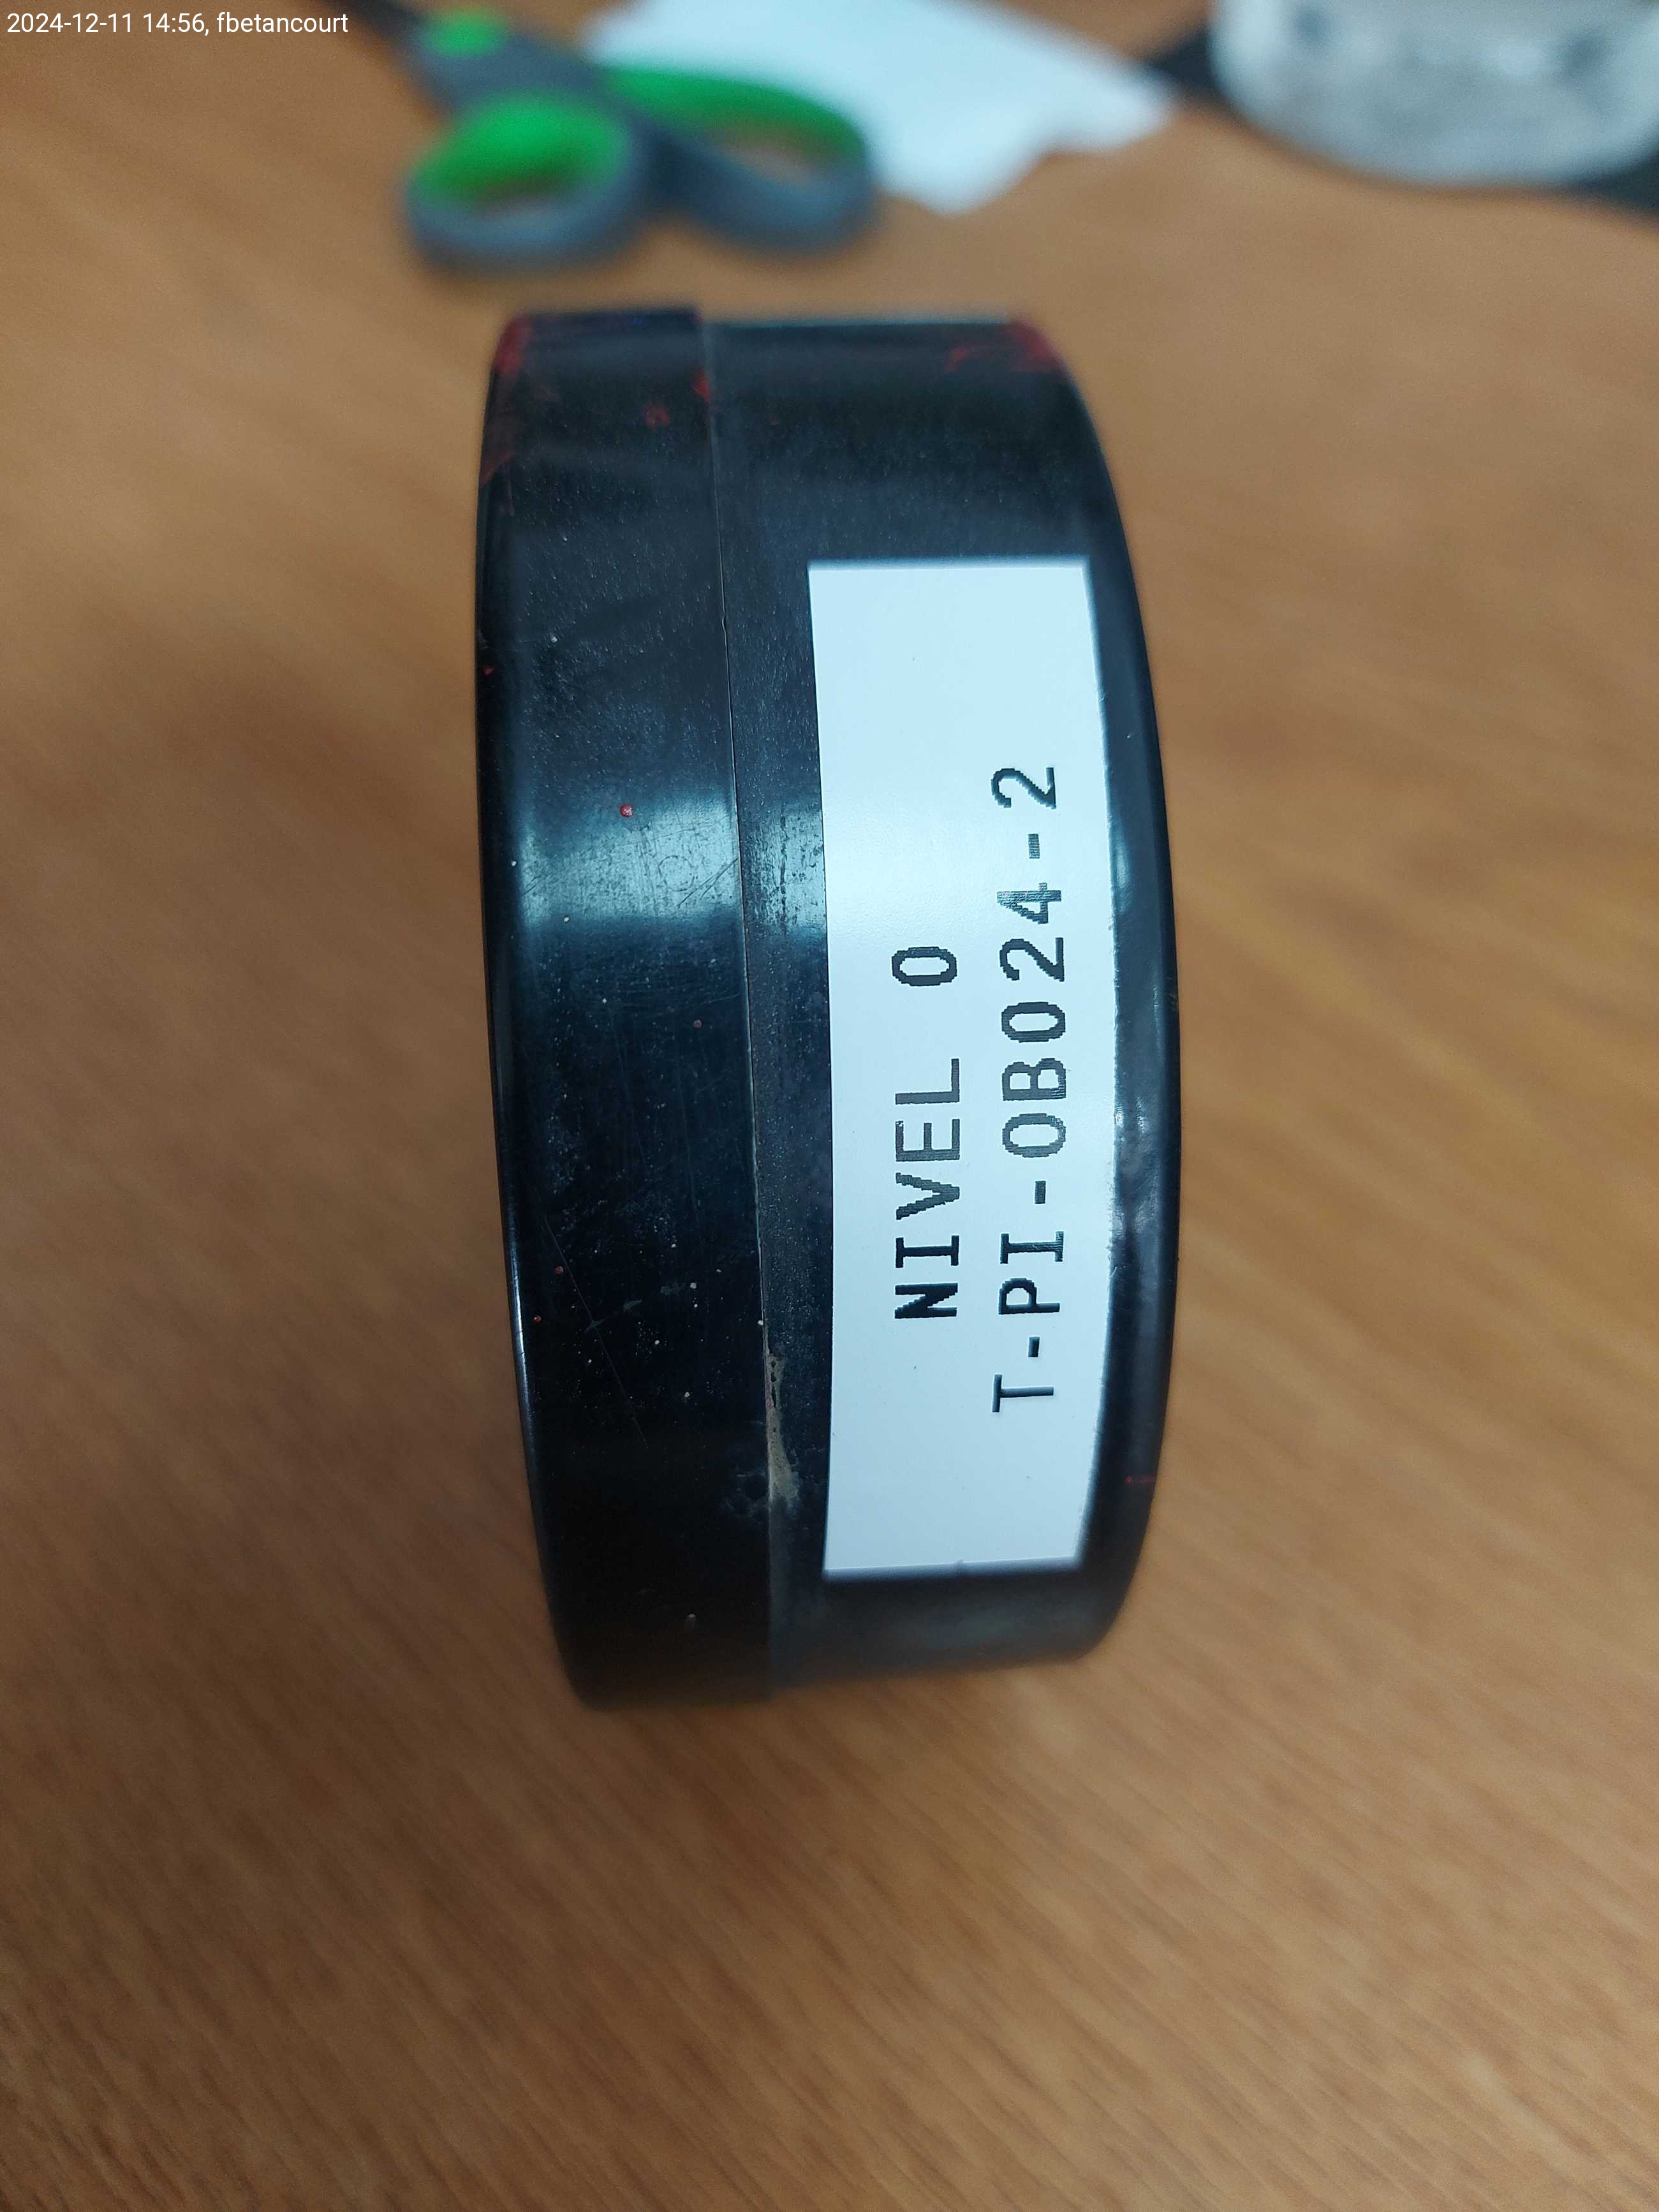 2024-12-11 14:56, fbetancourt
NIVEL 0
T-PI-0B024-2